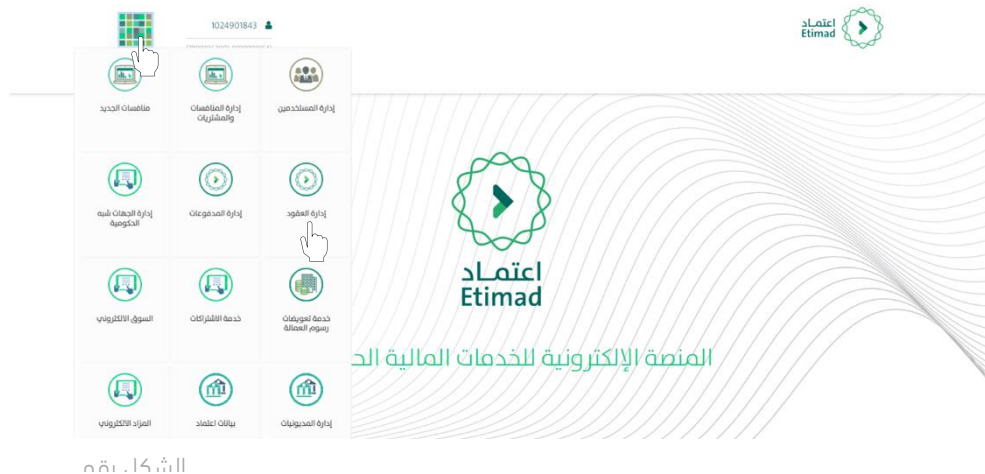 اعتماد
Etimad
1024901843
إدارة المستخدمين
إدارة المنافسات
والمشتريات
منافسات الجديد
إدارة العقود
إدارة المدفوعات
إدارة الجهات شبه
الحكومية
خدمة تعويضات
رسوم العمالة
خدمة الاشتراكات
السوق الالكتروني
إدارة المديونيات
بيانات اعتماد
المزاد الالكتروني
اعتماد
Etimad
المنصة الإلكترونية للخدمات المالية
الشكل رقم